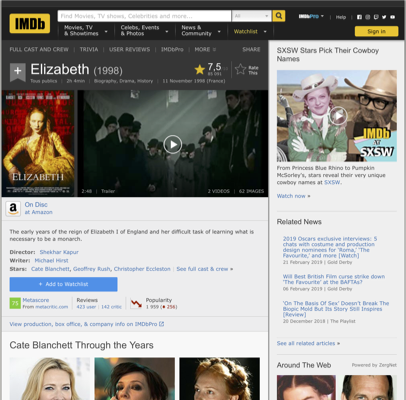 IMDb
Find Movies, TV shows, Celebrities and more...
All
IMDbPro
Help
Movies, TV
& Showtimes
Celebs, Events
& Photos
News &
Community
Watchlist
Sign in
FULL CAST AND CREW | TRIVIA | USER REVIEWS | IMDbPro | MORE
SHARE
Elizabeth (1998)
7,5
Rate
This
Tous publics | 2h 4min | Biography, Drama, History | 11 November 1998 (France)
ELIZABETH
2:48 | Trailer
2 VIDEOS | 62 IMAGES
a
On Disc
at Amazon
The early years of the reign of Elizabeth I of England and her difficult task of learning what is
necessary to be a monarch.
Director: Shekhar Kapur
Writer: Michael Hirst
Stars: Cate Blanchett, Geoffrey Rush, Christopher Eccleston | See full cast & crew »
+ Add to Watchlist
Metascore
From metacritic.com
Reviews
423 user | 142 critic
Popularity
1 959
View production, box office, & company info on IMDbPro
Cate Blanchett Through the Years
SXSW Stars Pick Their Cowboy
Names
IMDb
AT
SXSW
From Princess Blue Rhino to Pumpkin
McSorley's, stars reveal their very unique
cowboy names at SXSW.
Watch now »
Related News
2019 Oscars exclusive interviews: 5
chats with costume and production
design nominees for 'Roma,' 'The
Favourite,' and more [Watch]
21 February 2019 | Gold Derby
Will Best British Film curse strike down
'The Favourite' at the BAFTAs?
06 February 2019 | Gold Derby
'On The Basis Of Sex' Doesn't Break The
Biopic Mold But Its Story Still Inspires
[Review]
20 December 2018 | The Playlist
See all related articles »
Around The Web
Powered by ZergNet